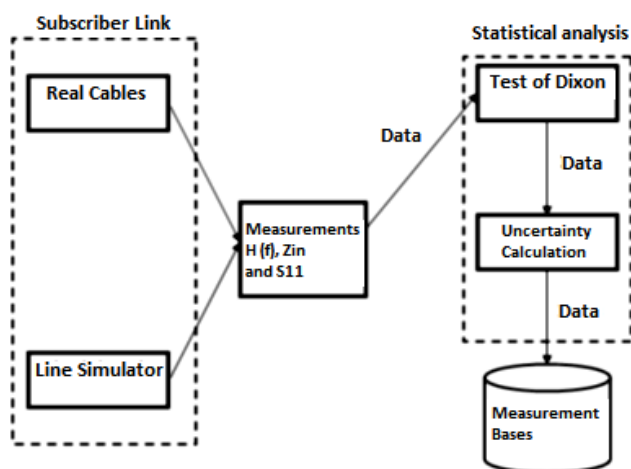 Subscriber Link
Real Cables
Line Simulator
Measurements
H (f), Zin
and S11
Data
Statistical analysis
Test of Dixon
Data
Uncertainty
Calculation
Data
Measurement
Bases